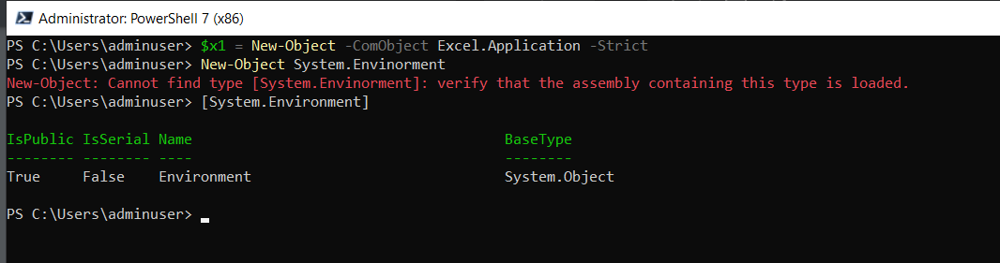 Administrator: PowerShell 7 (x86)
PS C:\Users\adminuser> $x1 = New-Object -ComObject Excel.Application -Strict
PS C:\Users\adminuser> New-Object System.Envinorment
New-Object: Cannot find type [System.Envinorment]: verify that the assembly containing this type is loaded.
PS C:\Users\adminuser> [System.Environment]
IsPublic IsSerial Name                                     BaseType
-------- -------- ----                                     --------
True     False    Environment                              System.Object
PS C:\Users\adminuser>